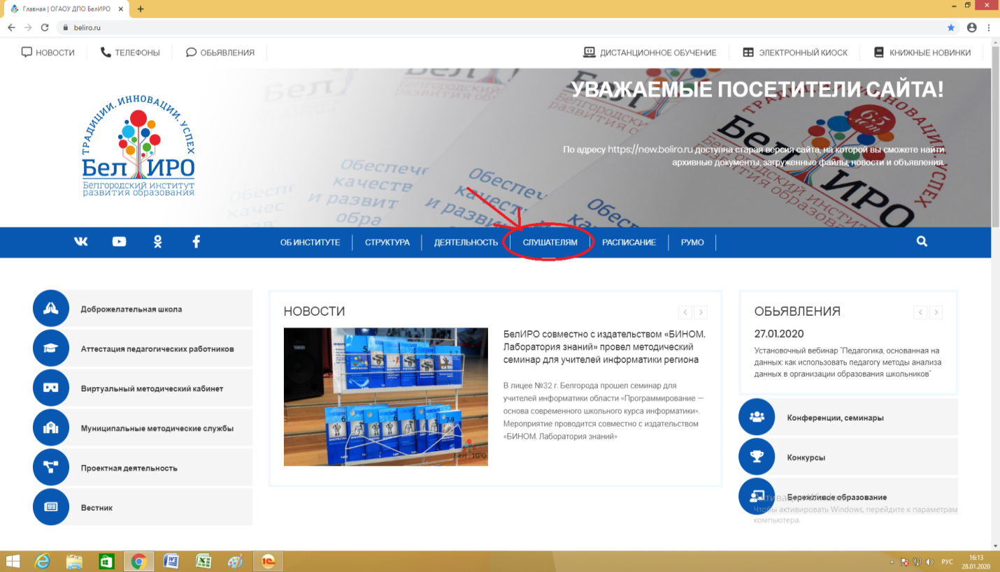 Главная | ОГАОУ ДПО БелИРО
beliro.ru
НОВОСТИ
ТЕЛЕФОНЫ
ОБЬЯВЛЕНИЯ
ДИСТАНЦИОННОЕ ОБУЧЕНИЕ
ЭЛЕКТРОННЫЙ КИОСК
КНИЖНЫЕ НОВИНКИ
ТРАДИЦИИ. ИННОВАЦИИ. УСПЕХ
БелИРО
Белгородский институт
развития образования
УВАЖАЕМЫЕ ПОСЕТИТЕЛИ САЙТА!
По адресу https://new.beliro.ru доступна старая версия сайта, на которой вы сможете найти
архивные документы, загруженные файлы, новости и объявления.
65 лет
ОБ ИНСТИТУТЕ
СТРУКТУРА
ДЕЯТЕЛЬНОСТЬ
СЛУШАТЕЛЯМ
РАСПИСАНИЕ
РУМО
Доброжелательная школа
Аттестация педагогических работников
Виртуальный методический кабинет
Муниципальные методические службы
Проектная деятельность
Вестник
НОВОСТИ
БелИРО совместно с издательством «БИНОМ.
Лаборатория знаний» провел методический
семинар для учителей информатики региона
В лицее №32 г. Белгорода прошел семинар для
учителей информатики области «Программирование —
основа современного школьного курса информатики».
Мероприятие проводится совместно с издательством
«БИНОМ. Лаборатория знаний»
ОБЬЯВЛЕНИЯ
27.01.2020
Установочный вебинар "Педагогика, основанная на
данных: как использовать педагогу методы анализа
данных в организации образования школьников"
Конференции, семинары
Конкурсы
Бережливое образование
Активация Windows
Чтобы активировать Windows, перейдите к параметрам
компьютера.
РУС
16:13
28.01.2020